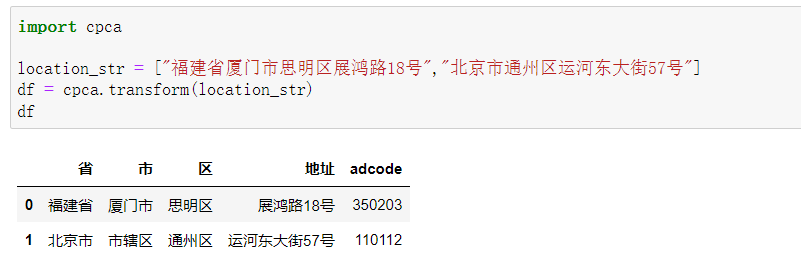 import cpca
location_str = ["福建省厦门市思明区展鸿路18号","北京市通州区运河东大街57号"]
df = cpca.transform(location_str)
df
省 市 区 地址 adcode
0 福建省 厦门市 思明区 展鸿路18号 350203
1 北京市 市辖区 通州区 运河东大街57号 110112